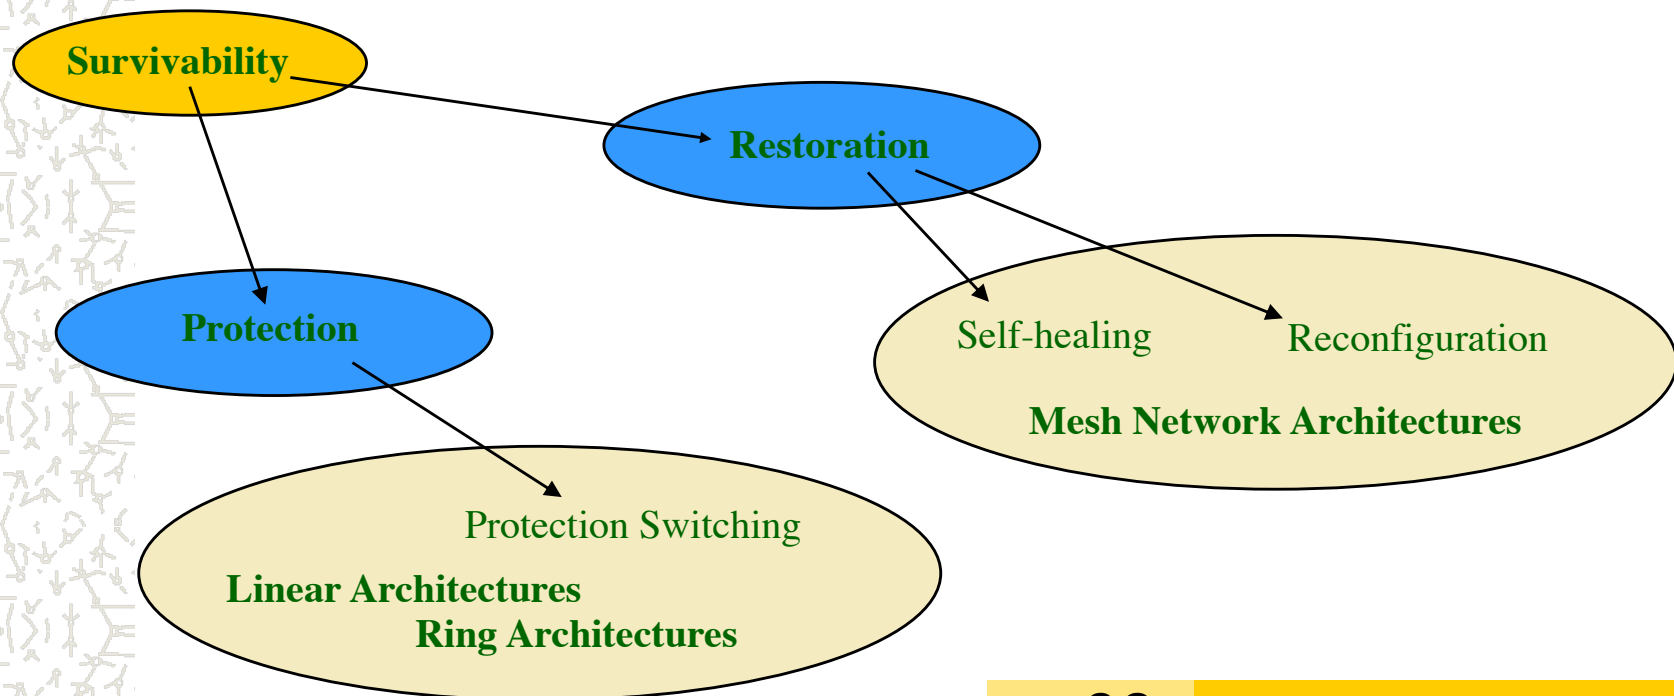 Survivability
Restoration
Protection
Self-healing
Reconfiguration
Mesh Network Architectures
Protection Switching
Linear Architectures
Ring Architectures